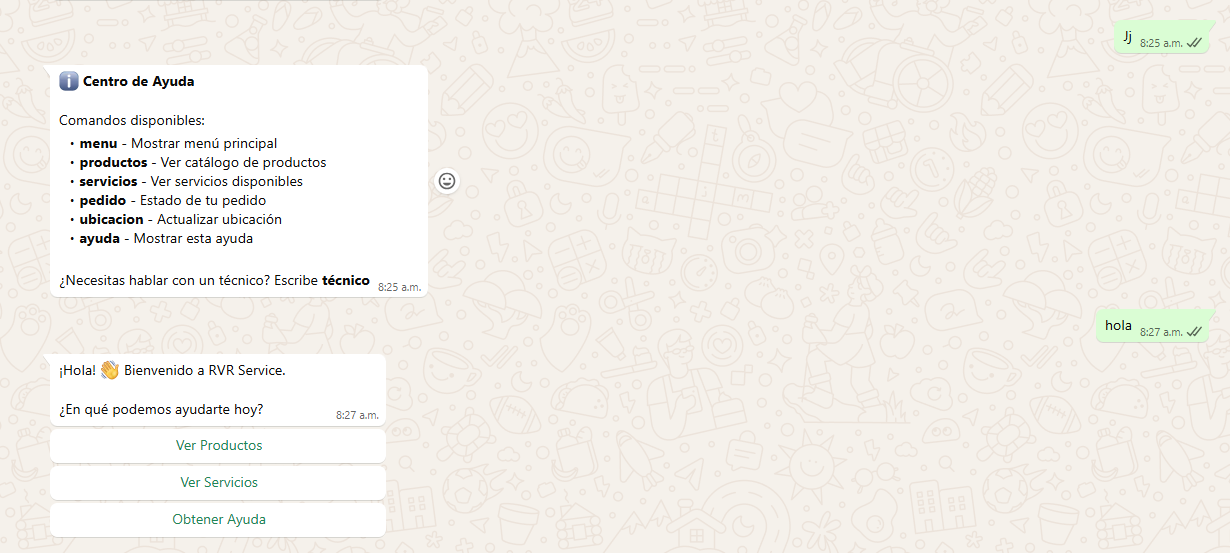 Jj 8:25 a.m.
Centro de Ayuda
Comandos disponibles:
• menu - Mostrar menú principal
• productos - Ver catálogo de productos
• servicios - Ver servicios disponibles
• pedido - Estado de tu pedido
• ubicacion - Actualizar ubicación
• ayuda - Mostrar esta ayuda
¿Necesitas hablar con un técnico? Escribe técnico 8:25 a.m.
hola 8:27 a.m.
¡Hola! 👋 Bienvenido a RVR Service.
¿En qué podemos ayudarte hoy? 8:27 a.m.
Ver Productos
Ver Servicios
Obtener Ayuda